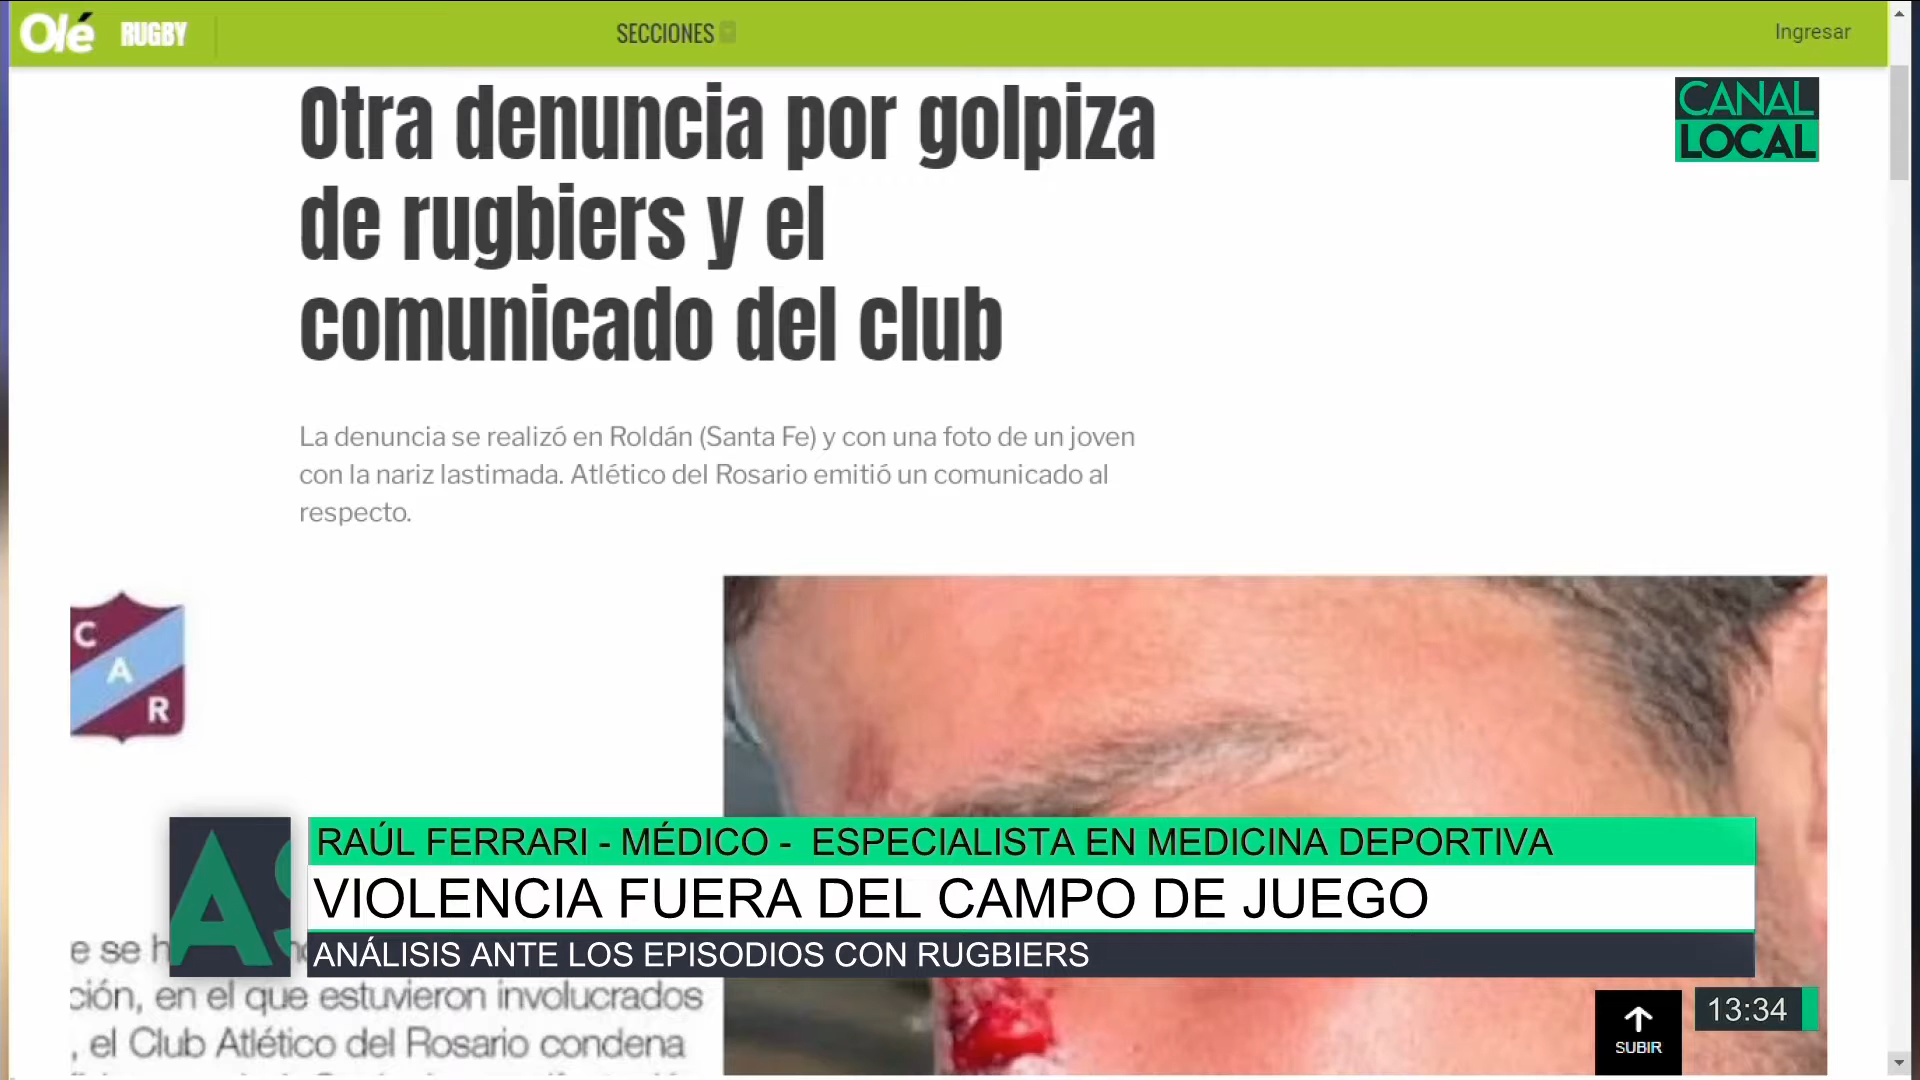 Olé RUGBY SECCIONES Ingresar
CANAL
LOCAL
Otra denuncia por golpiza
de rugbiers y el
comunicado del club
La denuncia se realizó en Roldán (Santa Fe) y con una foto de un joven
con la nariz lastimada. Atlético del Rosario emitió un comunicado al
respecto.
C
A
R
RAÚL FERRARI - MÉDICO - ESPECIALISTA EN MEDICINA DEPORTIVA
VIOLENCIA FUERA DEL CAMPO DE JUEGO
ANÁLISIS ANTE LOS EPISODIOS CON RUGBIERS
e se
ción, en el que estuvieron involucrados
, el Club Atlético del Rosario condena
SUBIR
13:34